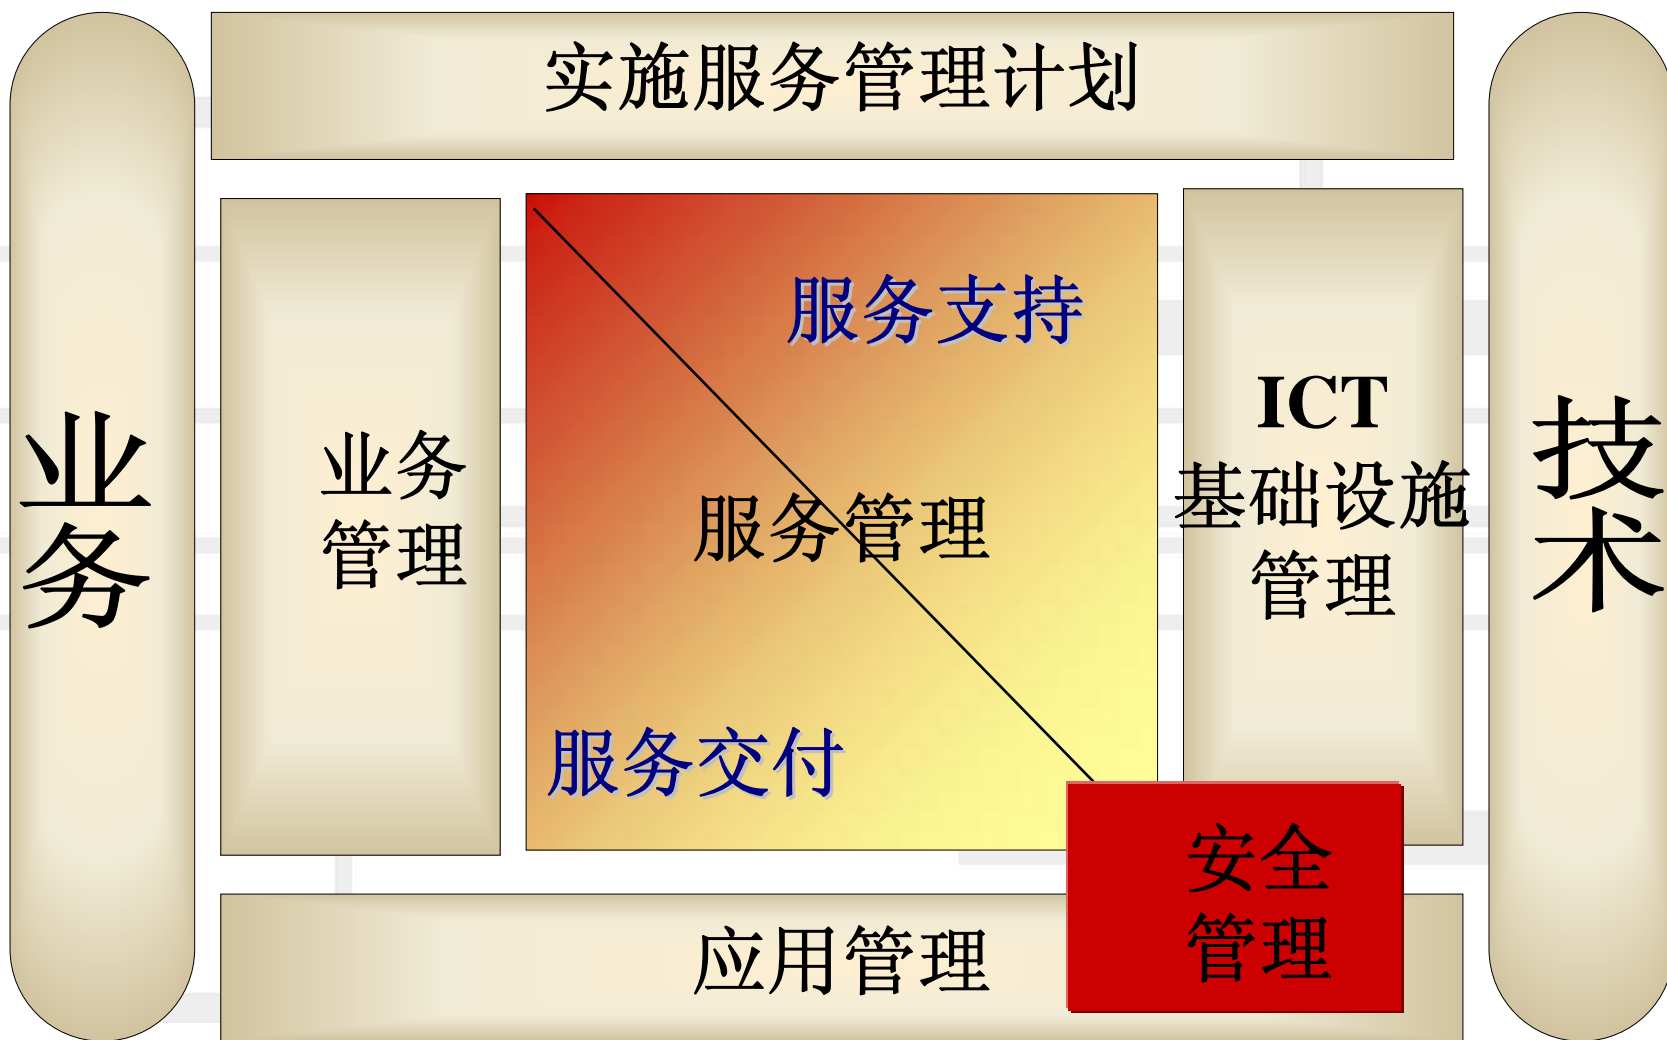 实施服务管理计划
业
务
业务
管理
服务支持
服务管理
服务交付
ICT
基础设施
管理
技
术
安全
管理
应用管理